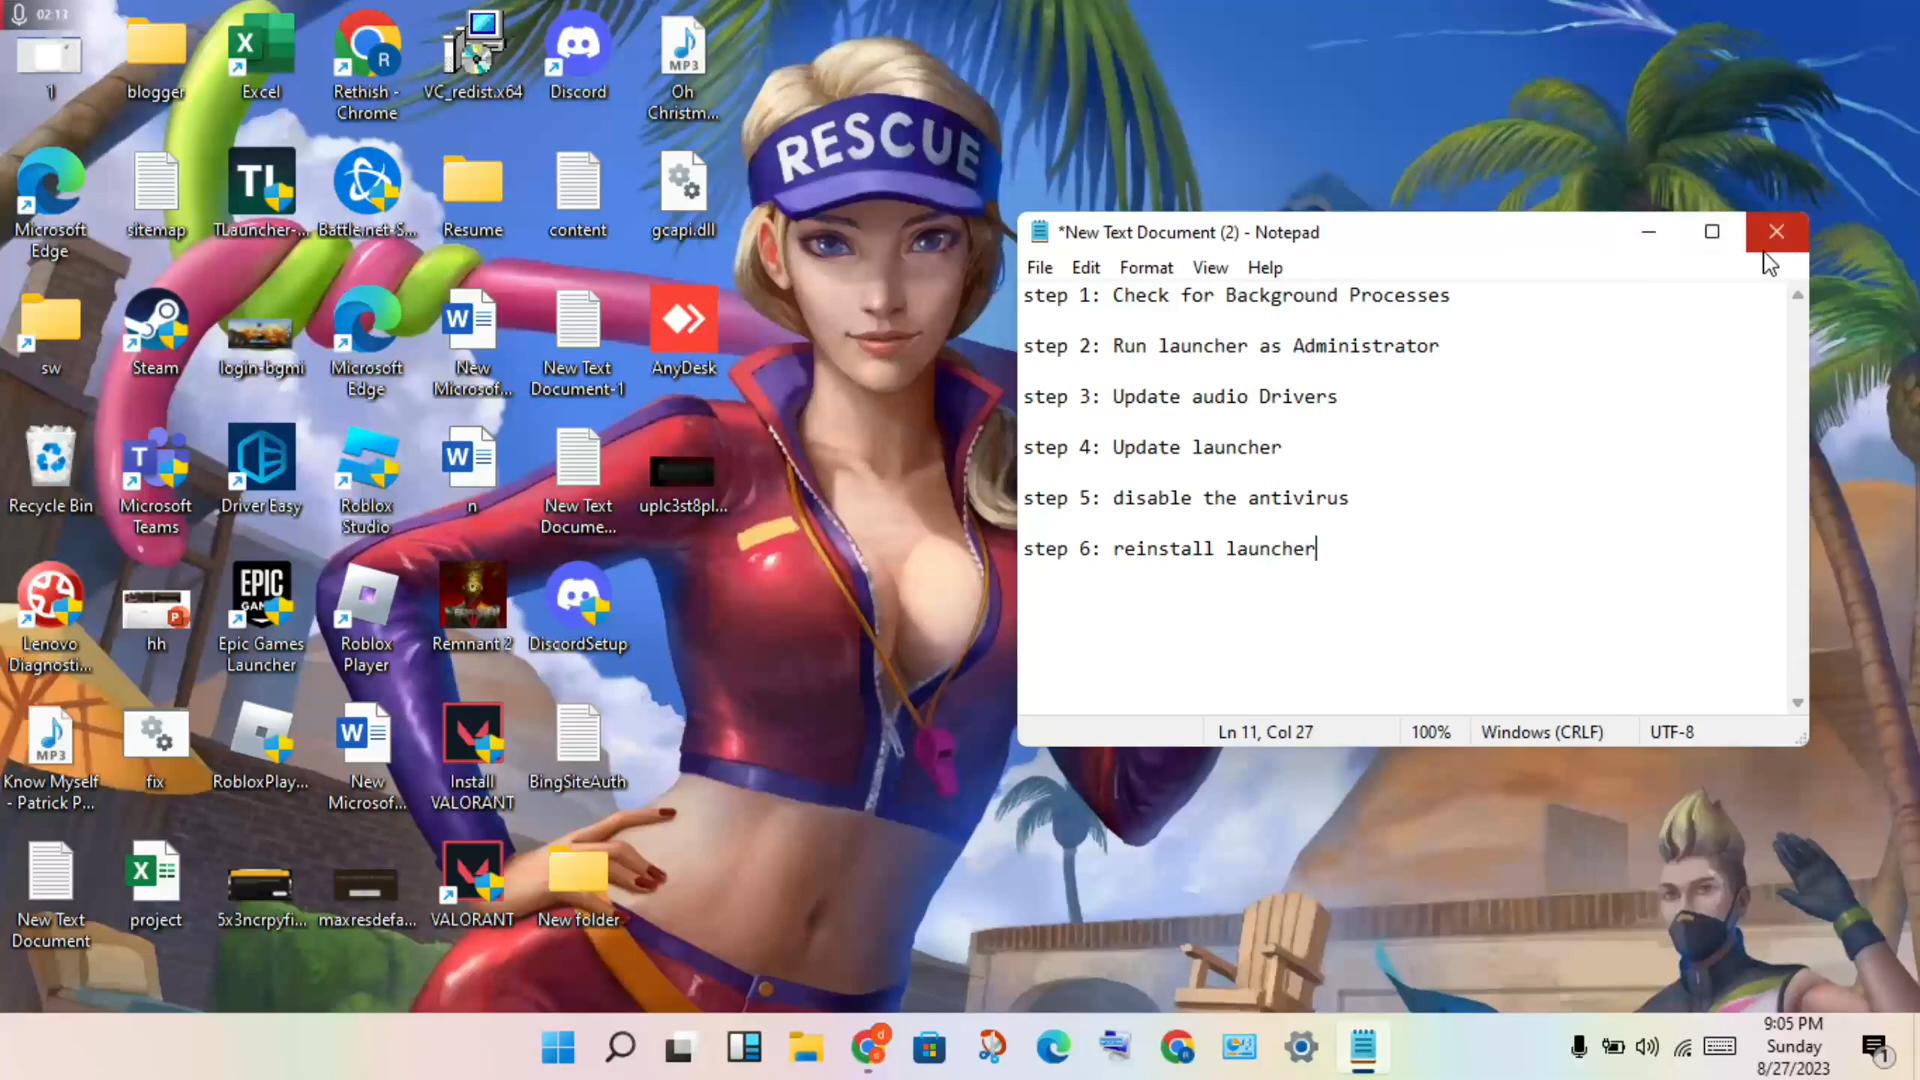 02:13
1
blogger
Excel
Rethish -
Chrome
VC_redist.x64
Discord
MP3
Oh
Christm...
RESCUE
Microsoft
Edge
sitemap
TL
TLauncher-...
Battle.net-S...
Resume
content
gcapi.dll
sw
Steam
login-bgmi
Microsoft
Edge
New
Microsof...
New Text
Document-1
AnyDesk
Recycle Bin
Microsoft
Teams
Driver Easy
Roblox
Studio
n
New Text
Docume...
uplc3st8pl...
Lenovo
Diagnosti...
hh
EPIC
GAMES
Epic Games
Launcher
Roblox
Player
Remnant 2
DiscordSetup
MP3
Know Myself
- Patrick P...
fix
RobloxPlay...
New
Microsof...
Install
VALORANT
BingSiteAuth
New Text
Document
project
5x3ncrpyfi...
maxresdefa...
VALORANT
New folder
*New Text Document (2) - Notepad
File Edit Format View Help
step 1: Check for Background Processes
step 2: Run launcher as Administrator
step 3: Update audio Drivers
step 4: Update launcher
step 5: disable the antivirus
step 6: reinstall launcher
Ln 11, Col 27 100% Windows (CRLF) UTF-8
9:05 PM
Sunday
8/27/2023
1